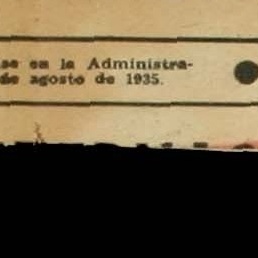 se en la Administra-
de agosto de 1935.